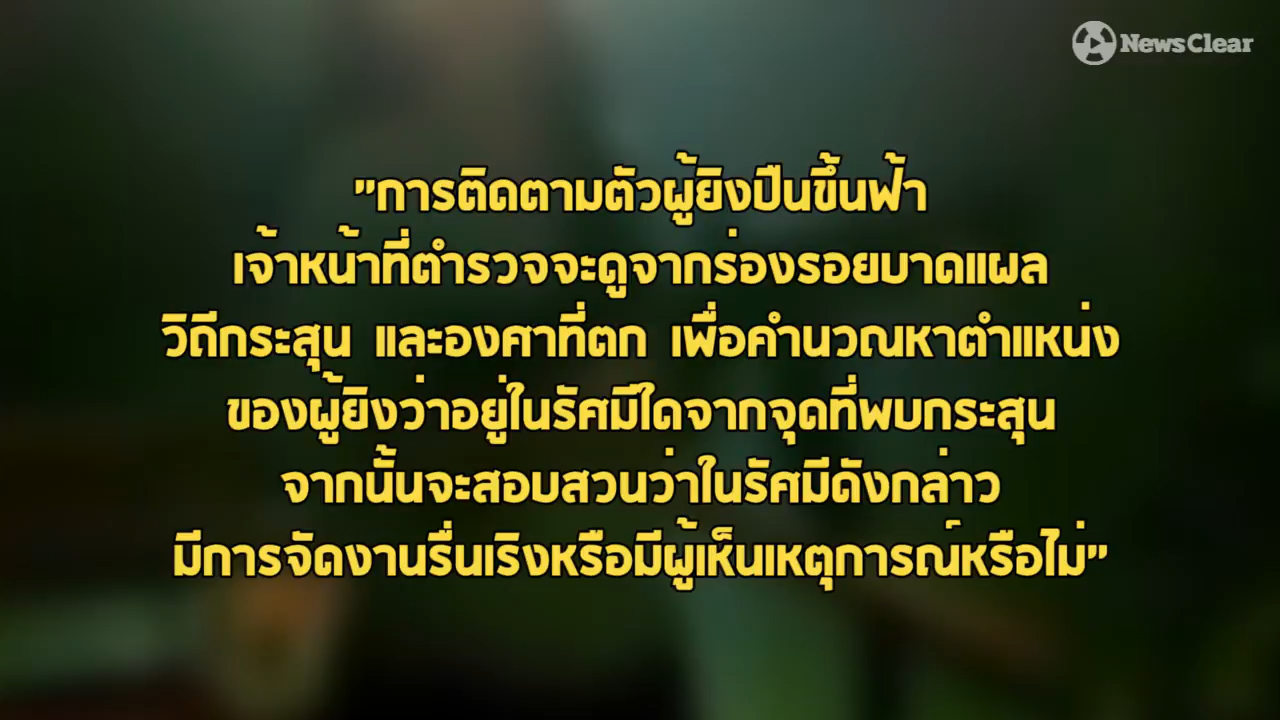 NewsClear
"การติดตามตัวผู้ยิงปืนขึ้นฟ้า
เจ้าหน้าที่ตำรวจจะดูจากร่องรอยบาดแผล
วิถีกระสุน และองศาที่ตก เพื่อคำนวณหาตำแหน่ง
ของผู้ยิงว่าอยู่ในรัศมีใดจากจุดที่พบกระสุน
จากนั้นจะสอบสวนว่าในรัศมีดังกล่าว
มีการจัดงานรื่นเริงหรือมีผู้เห็นเหตุการณ์หรือไม่"